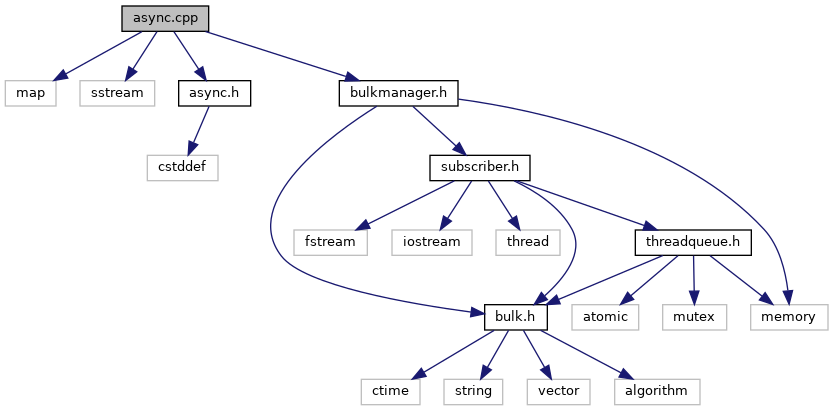 async.cpp
map
sstream
async.h
bulkmanager.h
cstddef
subscriber.h
fstream
iostream
thread
threadqueue.h
bulk.h
atomic
mutex
memory
ctime
string
vector
algorithm